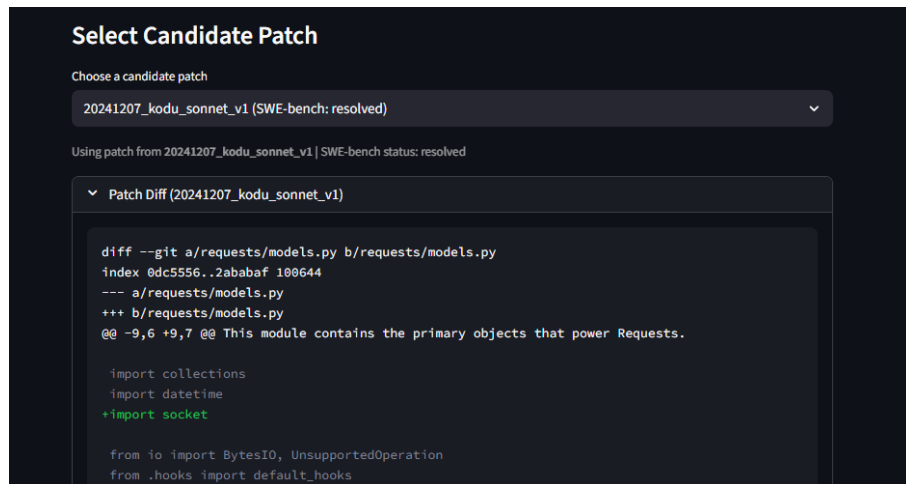 Select Candidate Patch
Choose a candidate patch
20241207_kodu_sonnet_v1 (SWE-bench: resolved)
Using patch from 20241207_kodu_sonnet_v1 | SWE-bench status: resolved
Patch Diff (20241207_kodu_sonnet_v1)
diff --git a/requests/models.py b/requests/models.py
index 0dc5556..2ababaf 100644
--- a/requests/models.py
+++ b/requests/models.py
@@ -9,6 +9,7 @@ This module contains the primary objects that power Requests.
import collections
import datetime
+import socket
from io import BytesIO, UnsupportedOperation
from .hooks import default_hooks